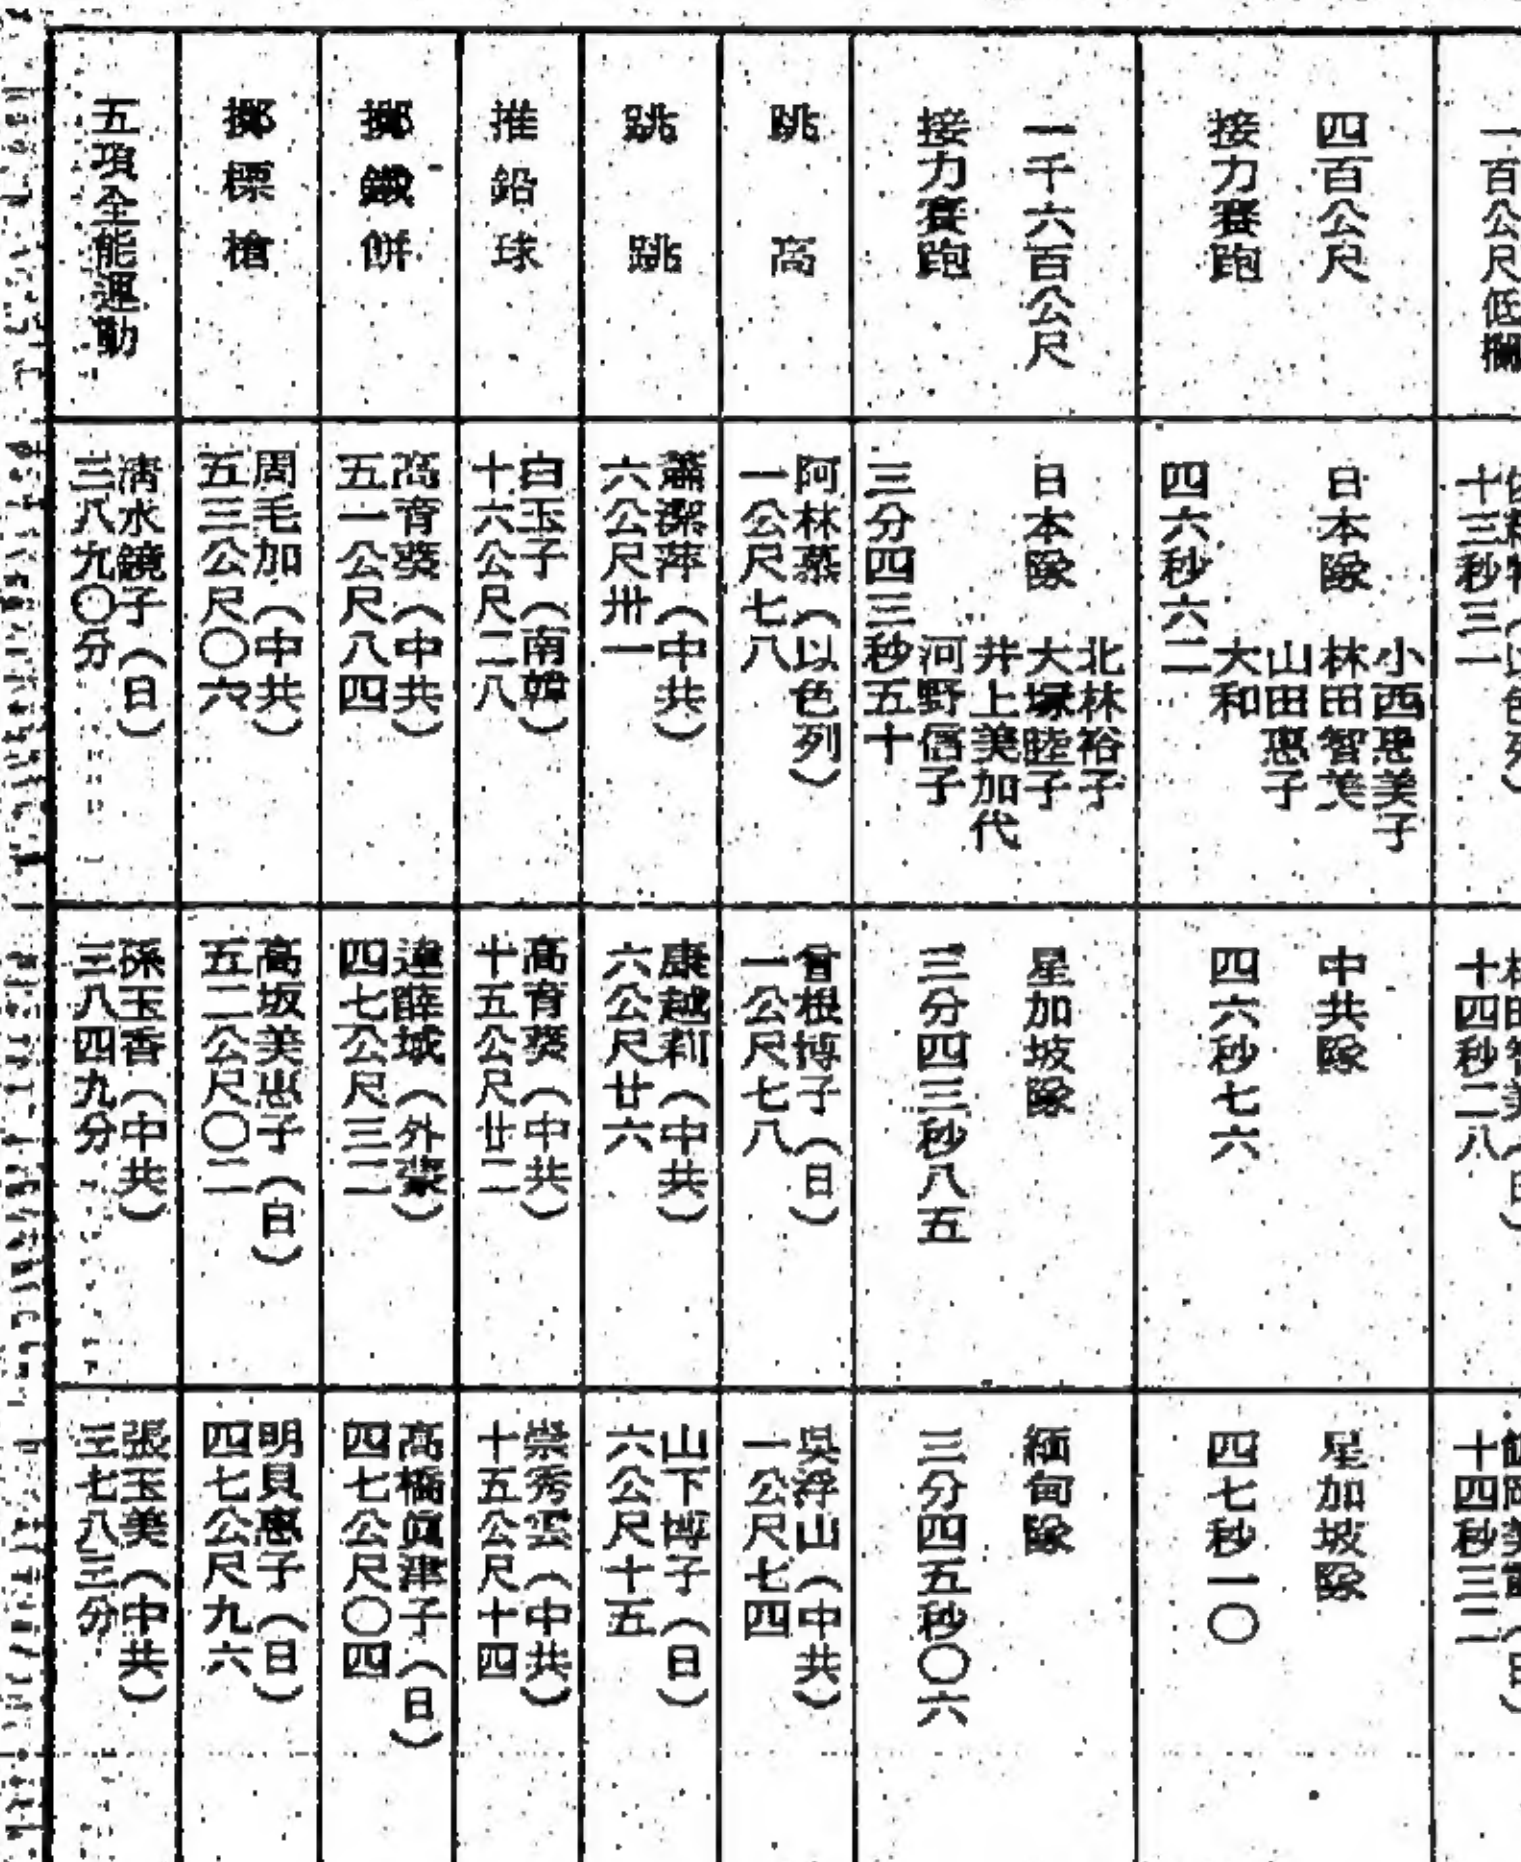 一百公尺低欄
十三秒三一
十四秒二八
十四秒三二
四百公尺
接力賽跑
日本隊
小西惠美子
林田智美
山田惠子
大和
四六秒六二
中共隊
四六秒七六
星加坡隊
四七秒一〇
一千六百公尺
接力賽跑
日本隊
北林裕子
大塚睦子
井上美加代
河野信子
三分四三秒五十
星加坡隊
三分四三秒八五
緬甸隊
三分四五秒〇六
跳高
阿林慕(以色列)
一公尺七八
曾根博子(日)
一公尺七八
吳浮山(中共)
一公尺七四
跳跳
蕭潔萍(中共)
六公尺卅一
康越莉(中共)
六公尺廿六
山下博子(日)
六公尺十五
推鉛球
白玉子(南韓)
十六公尺二八
高育葵(中共)
十五公尺廿二
崇秀雲(中共)
十五公尺十四
擲鐵餅
高育葵(中共)
五一公尺八四
達薛城(外蒙)
四七公尺三二
高橋眞津子(日)
四七公尺〇四
擲標槍
周毛加(中共)
五三公尺〇六
高坂美惠子(日)
五二公尺〇二
明貝惠子(日)
四七公尺九六
五項全能運動
清水鏡子(日)
三八九〇分
孫玉香(中共)
三八四九分
張玉美(中共)
三七八三分